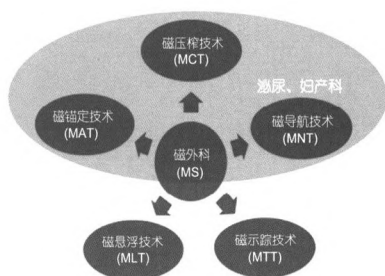 磁压榨技术
(MCT)
泌尿、妇产科
磁锚定技术
(MAT)
磁导航技术
(MNT)
磁外科
(MS)
磁悬浮技术
(MLT)
磁示踪技术
(MTT)